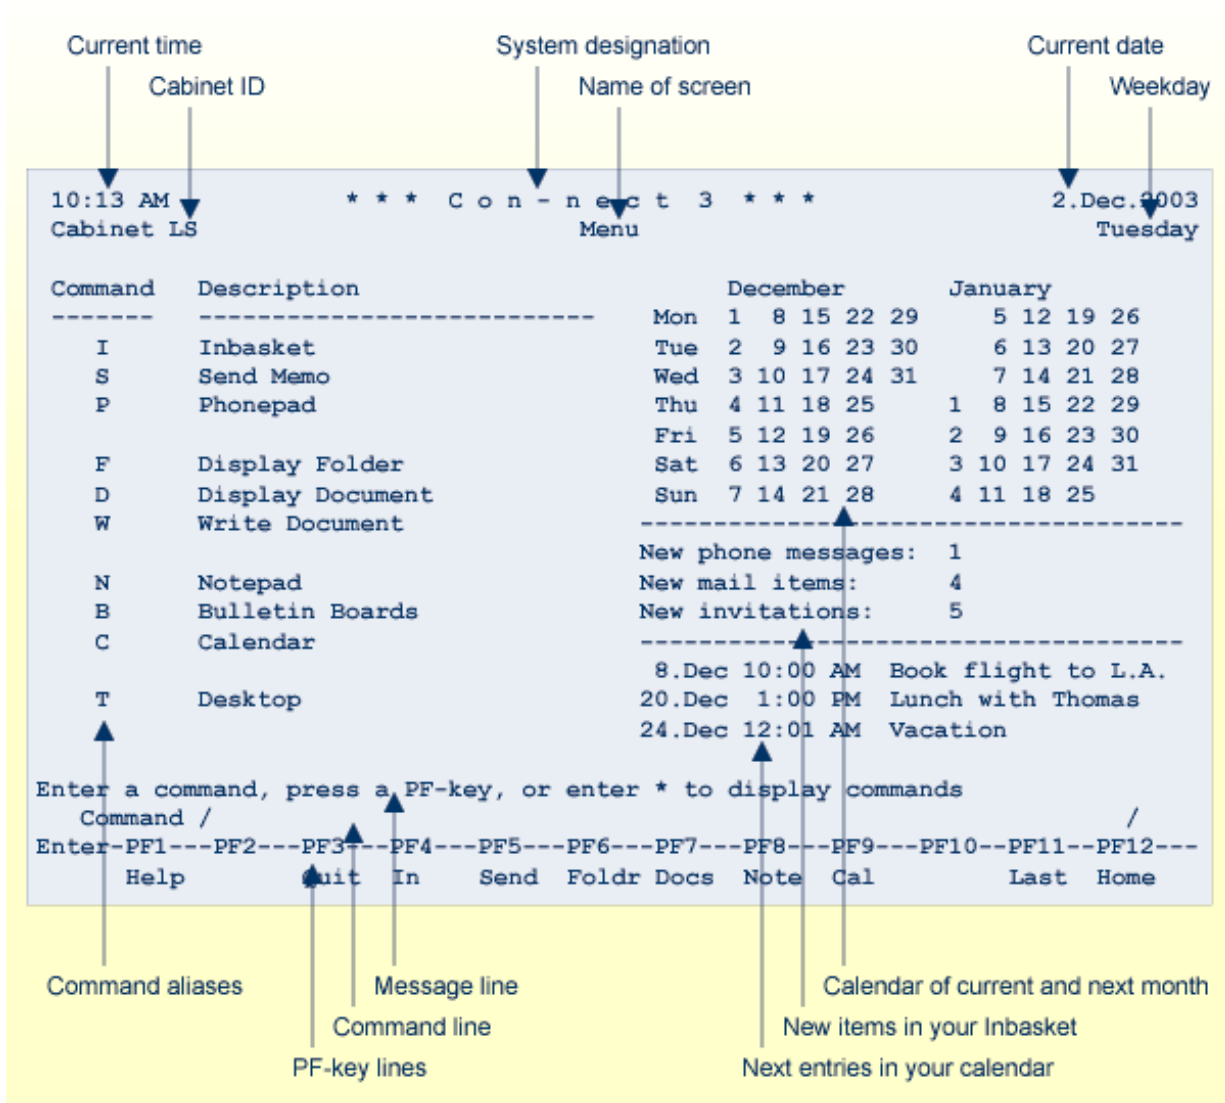 Current time System designation Current date
Cabinet ID Name of screen Weekday
10:13 AM * * * C o n - n e c t 3 * * * 2.Dec.2003
Cabinet LS Menu Tuesday
Command Description December January
------- --------------------------- Mon 1 8 15 22 29 5 12 19 26
I Inbasket Tue 2 9 16 23 30 6 13 20 27
S Send Memo Wed 3 10 17 24 31 7 14 21 28
P Phonepad Thu 4 11 18 25 1 8 15 22 29
Fri 5 12 19 26 2 9 16 23 30
F Display Folder Sat 6 13 20 27 3 10 17 24 31
D Display Document Sun 7 14 21 28 4 11 18 25
W Write Document -------------------------------------
New phone messages: 1
N Notepad New mail items: 4
B Bulletin Boards New invitations: 5
C Calendar -------------------------------------
8.Dec 10:00 AM Book flight to L.A.
T Desktop 20.Dec 1:00 PM Lunch with Thomas
24.Dec 12:01 AM Vacation
Enter a command, press a PF-key, or enter * to display commands
Command / /
Enter-PF1---PF2---PF3---PF4---PF5---PF6---PF7---PF8---PF9---PF10--PF11--PF12---
Help Quit In Send Foldr Docs Note Cal Last Home
Command aliases Message line Calendar of current and next month
Command line New items in your Inbasket
PF-key lines Next entries in your calendar